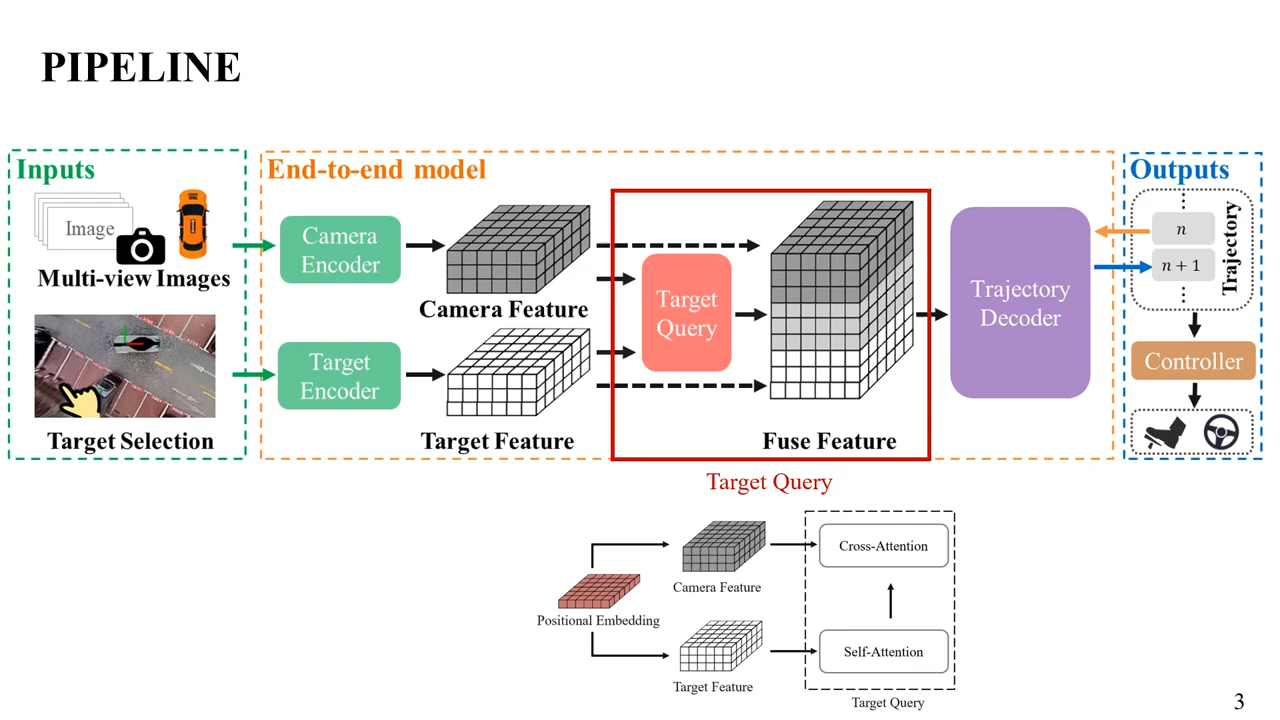 PIPELINE
Inputs
Image
Multi-view Images
Target Selection
End-to-end model
Camera
Encoder
Camera Feature
Target
Encoder
Target Feature
Target
Query
Fuse Feature
Trajectory
Decoder
Outputs
n
n + 1
Trajectory
Controller
Target Query
Positional Embedding
Camera Feature
Target Feature
Cross-Attention
Self-Attention
Target Query
3